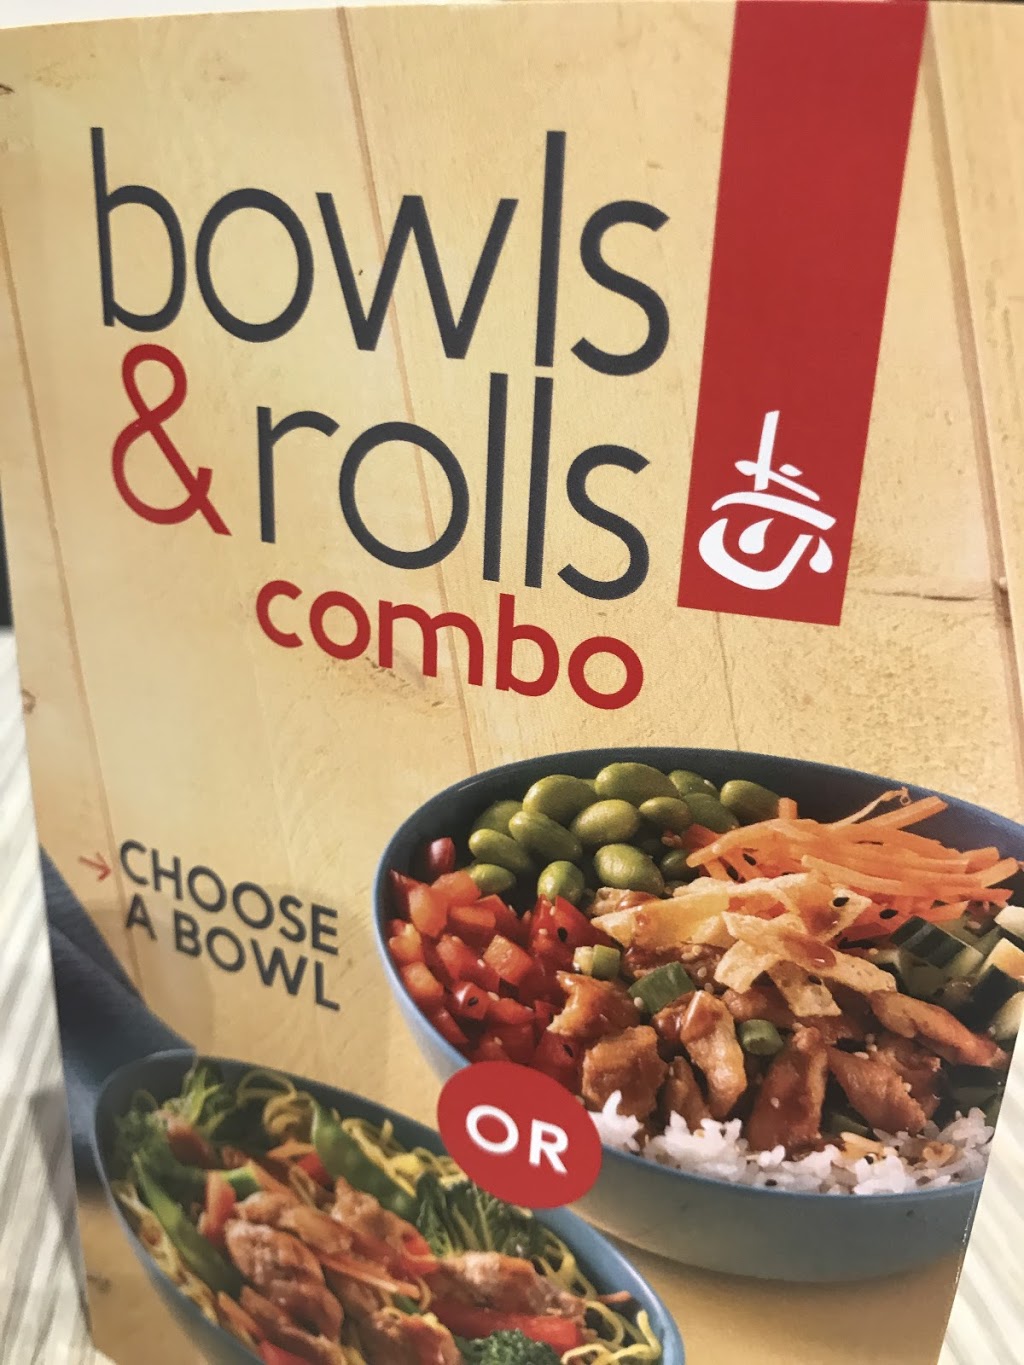 bowls
& rolls
combo
→ CHOOSE
A BOWL
OR